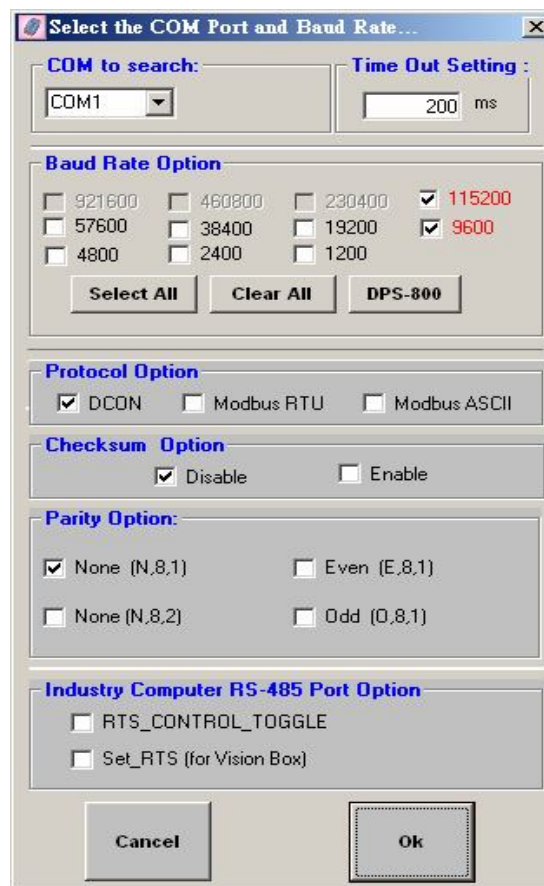 Select the COM Port and Baud Rate...
COM to search:
Time Out Setting :
COM1
200 ms
Baud Rate Option
921600 460800 230400 115200
57600 38400 19200 9600
4800 2400 1200
Select All Clear All DPS-800
Protocol Option
DCON Modbus RTU Modbus ASCII
Checksum Option
Disable Enable
Parity Option:
None (N,8,1) Even (E,8,1)
None (N,8,2) Odd (O,8,1)
Industry Computer RS-485 Port Option
RTS_CONTROL_TOGGLE
Set_RTS (for Vision Box)
Cancel Ok